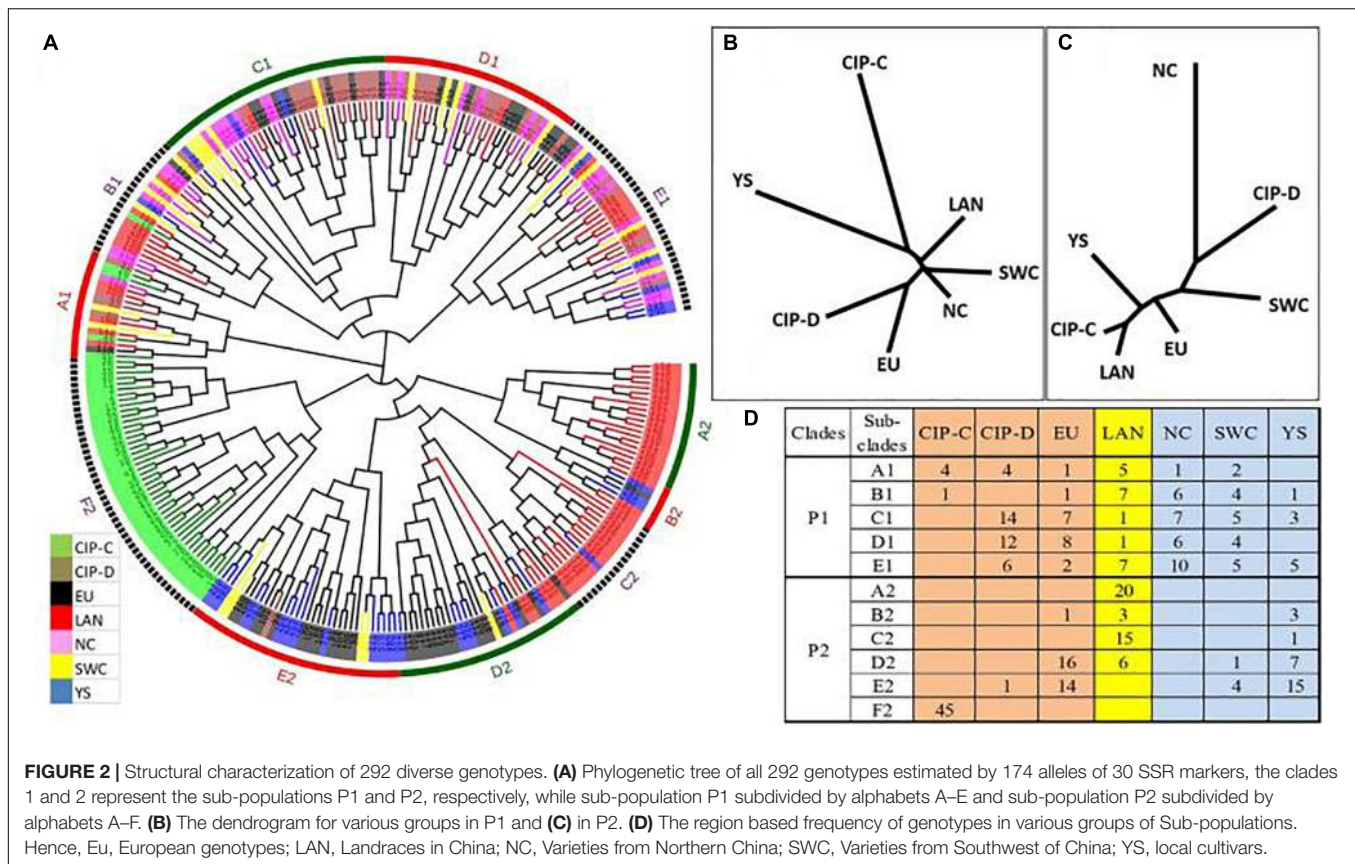 A
C1
D1
B1
E1
A1
A2
B2
F2
C2
E2
D2
CIP-C
CIP-D
EU
LAN
NC
SWC
YS
B
CIP-C
YS
LAN
SWC
NC
CIP-D
EU
C
NC
CIP-D
YS
SWC
CIP-C
EU
LAN
D
Clades Sub-clades CIP-C CIP-D EU LAN NC SWC YS
P1
A1 4 4 1 5 1 2
B1 1 1 7 6 4 1
C1 14 7 1 7 5 3
D1 12 8 1 6 4
E1 6 2 7 10 5 5
P2
A2 20
B2 1 3 3
C2 15 1
D2 16 6 1 7
E2 1 14 4 15
F2 45
FIGURE 2 | Structural characterization of 292 diverse genotypes. (A) Phylogenetic tree of all 292 genotypes estimated by 174 alleles of 30 SSR markers, the clades
1 and 2 represent the sub-populations P1 and P2, respectively, while sub-population P1 subdivided by alphabets A–E and sub-population P2 subdivided by
alphabets A–F. (B) The dendrogram for various groups in P1 and (C) in P2. (D) The region based frequency of genotypes in various groups of Sub-populations.
Hence, Eu, European genotypes; LAN, Landraces in China; NC, Varieties from Northern China; SWC, Varieties from Southwest of China; YS, local cultivars.